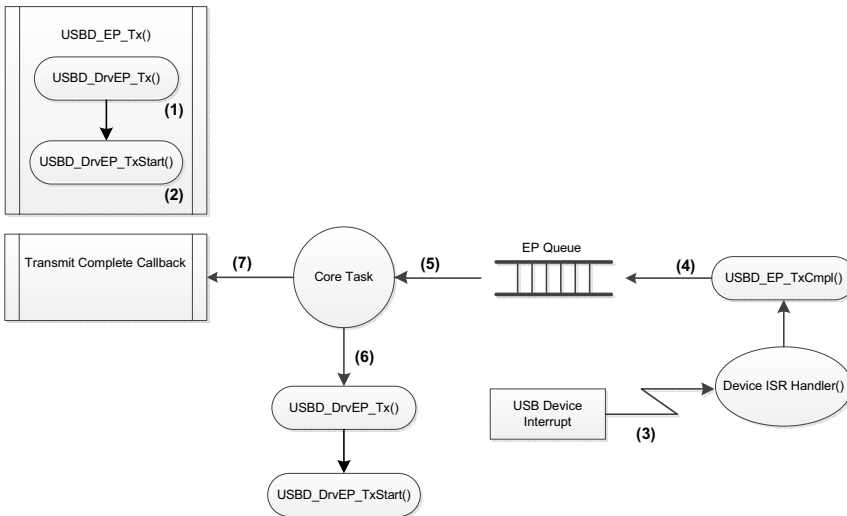 USBD_EP_Tx()
USBD_DrvEP_Tx()
(1)
USBD_DrvEP_TxStart()
(2)
Transmit Complete Callback
(7)
Core Task
(5)
EP Queue
(4)
USBD_EP_TxCmpl()
(6)
USBD_DrvEP_Tx()
USBD_DrvEP_TxStart()
USB Device
Interrupt
(3)
Device ISR Handler()